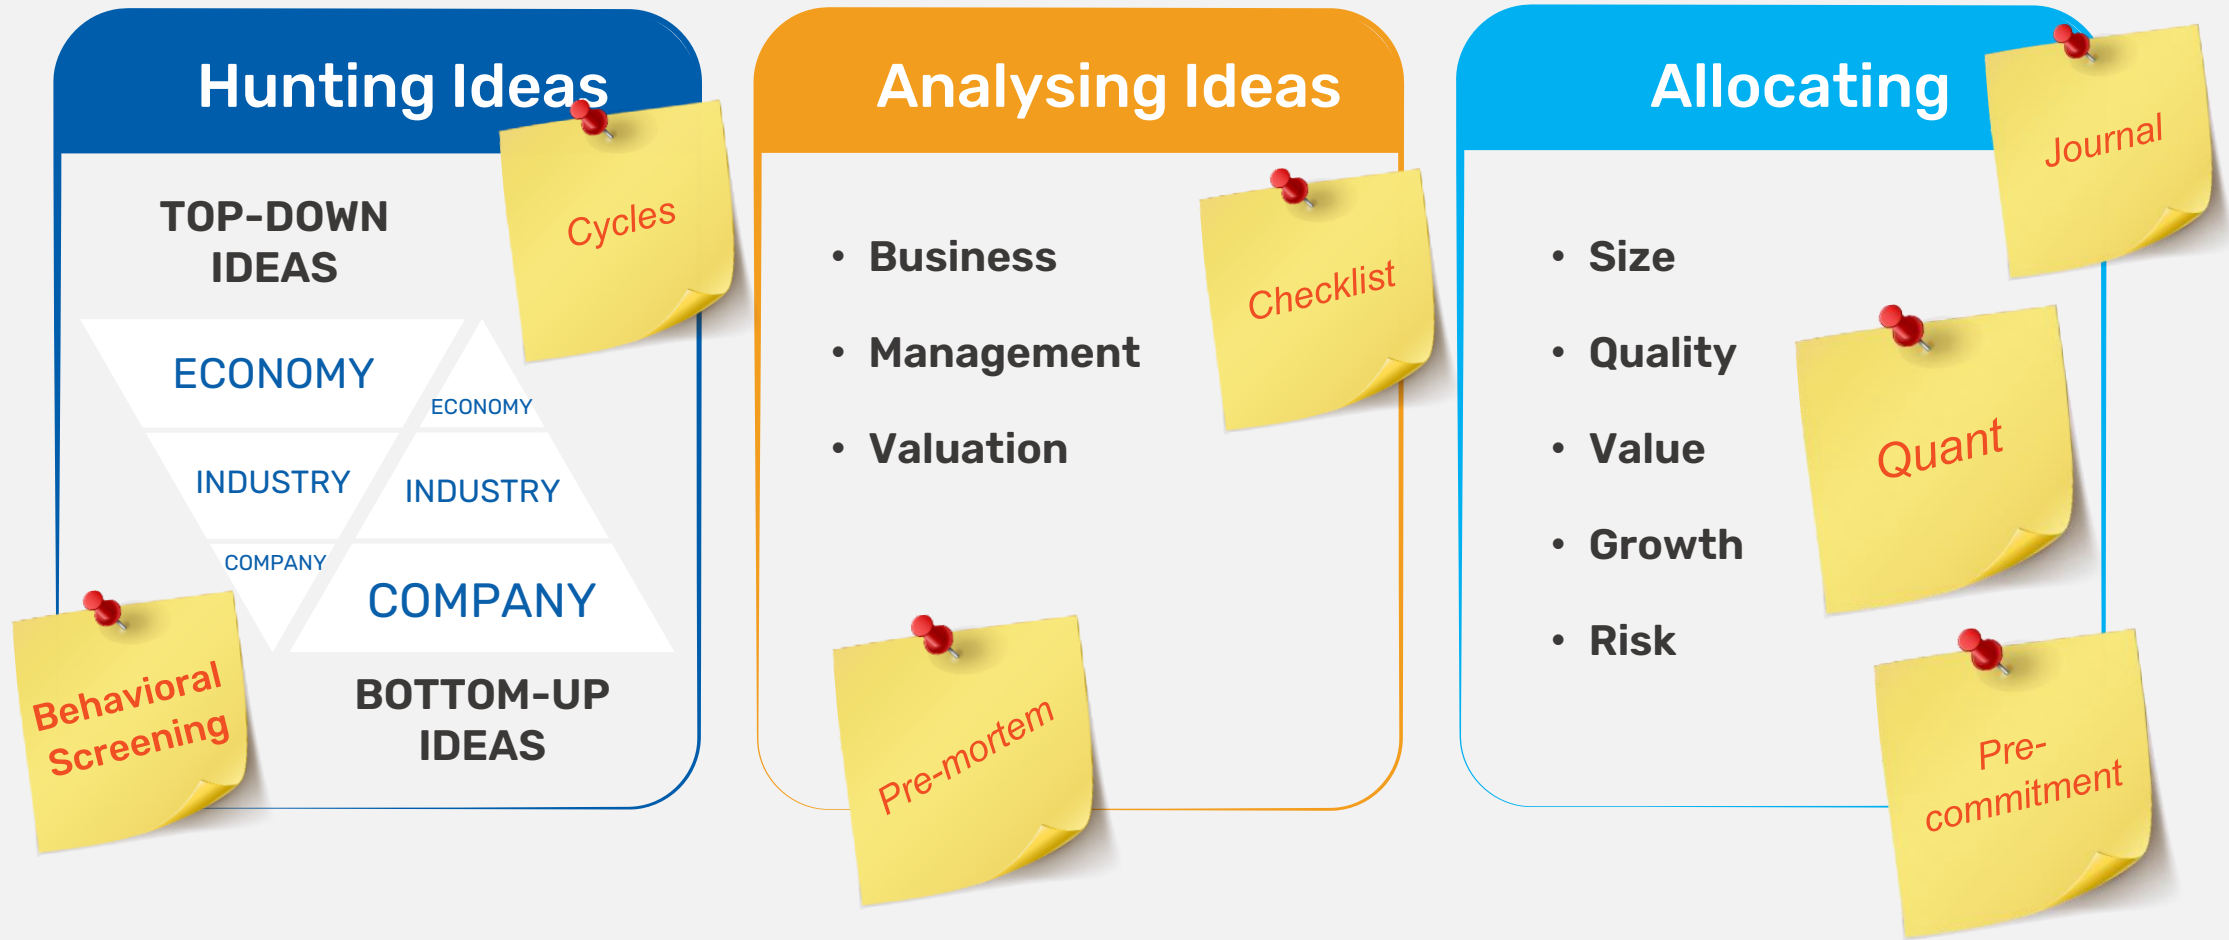 Hunting Ideas
Cycles
TOP-DOWN
IDEAS
ECONOMY
INDUSTRY
COMPANY
ECONOMY
INDUSTRY
COMPANY
BOTTOM-UP
IDEAS
Behavioral
Screening
Analysing Ideas
Checklist
• Business
• Management
• Valuation
Pre-mortem
Allocating
Journal
• Size
• Quality
• Value
• Growth
• Risk
Quant
Pre-
commitment